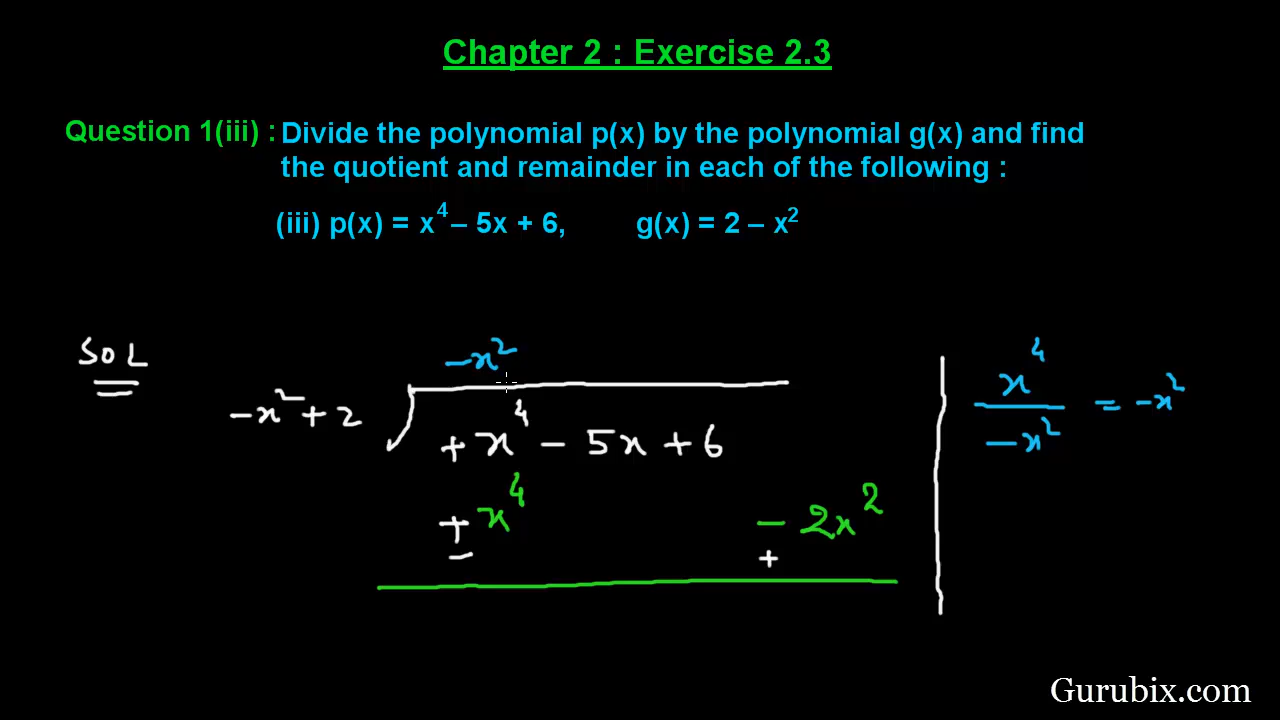 Chapter 2 : Exercise 2.3
Question 1(iii) : Divide the polynomial p(x) by the polynomial g(x) and find
the quotient and remainder in each of the following :
(iii) p(x) = x⁴ – 5x + 6, g(x) = 2 – x²
SOL
-x²
-x² + 2
+x⁴ - 5x + 6
+x⁴ - 2x²
- +
x⁴/-x² = -x²
Gurubix.com